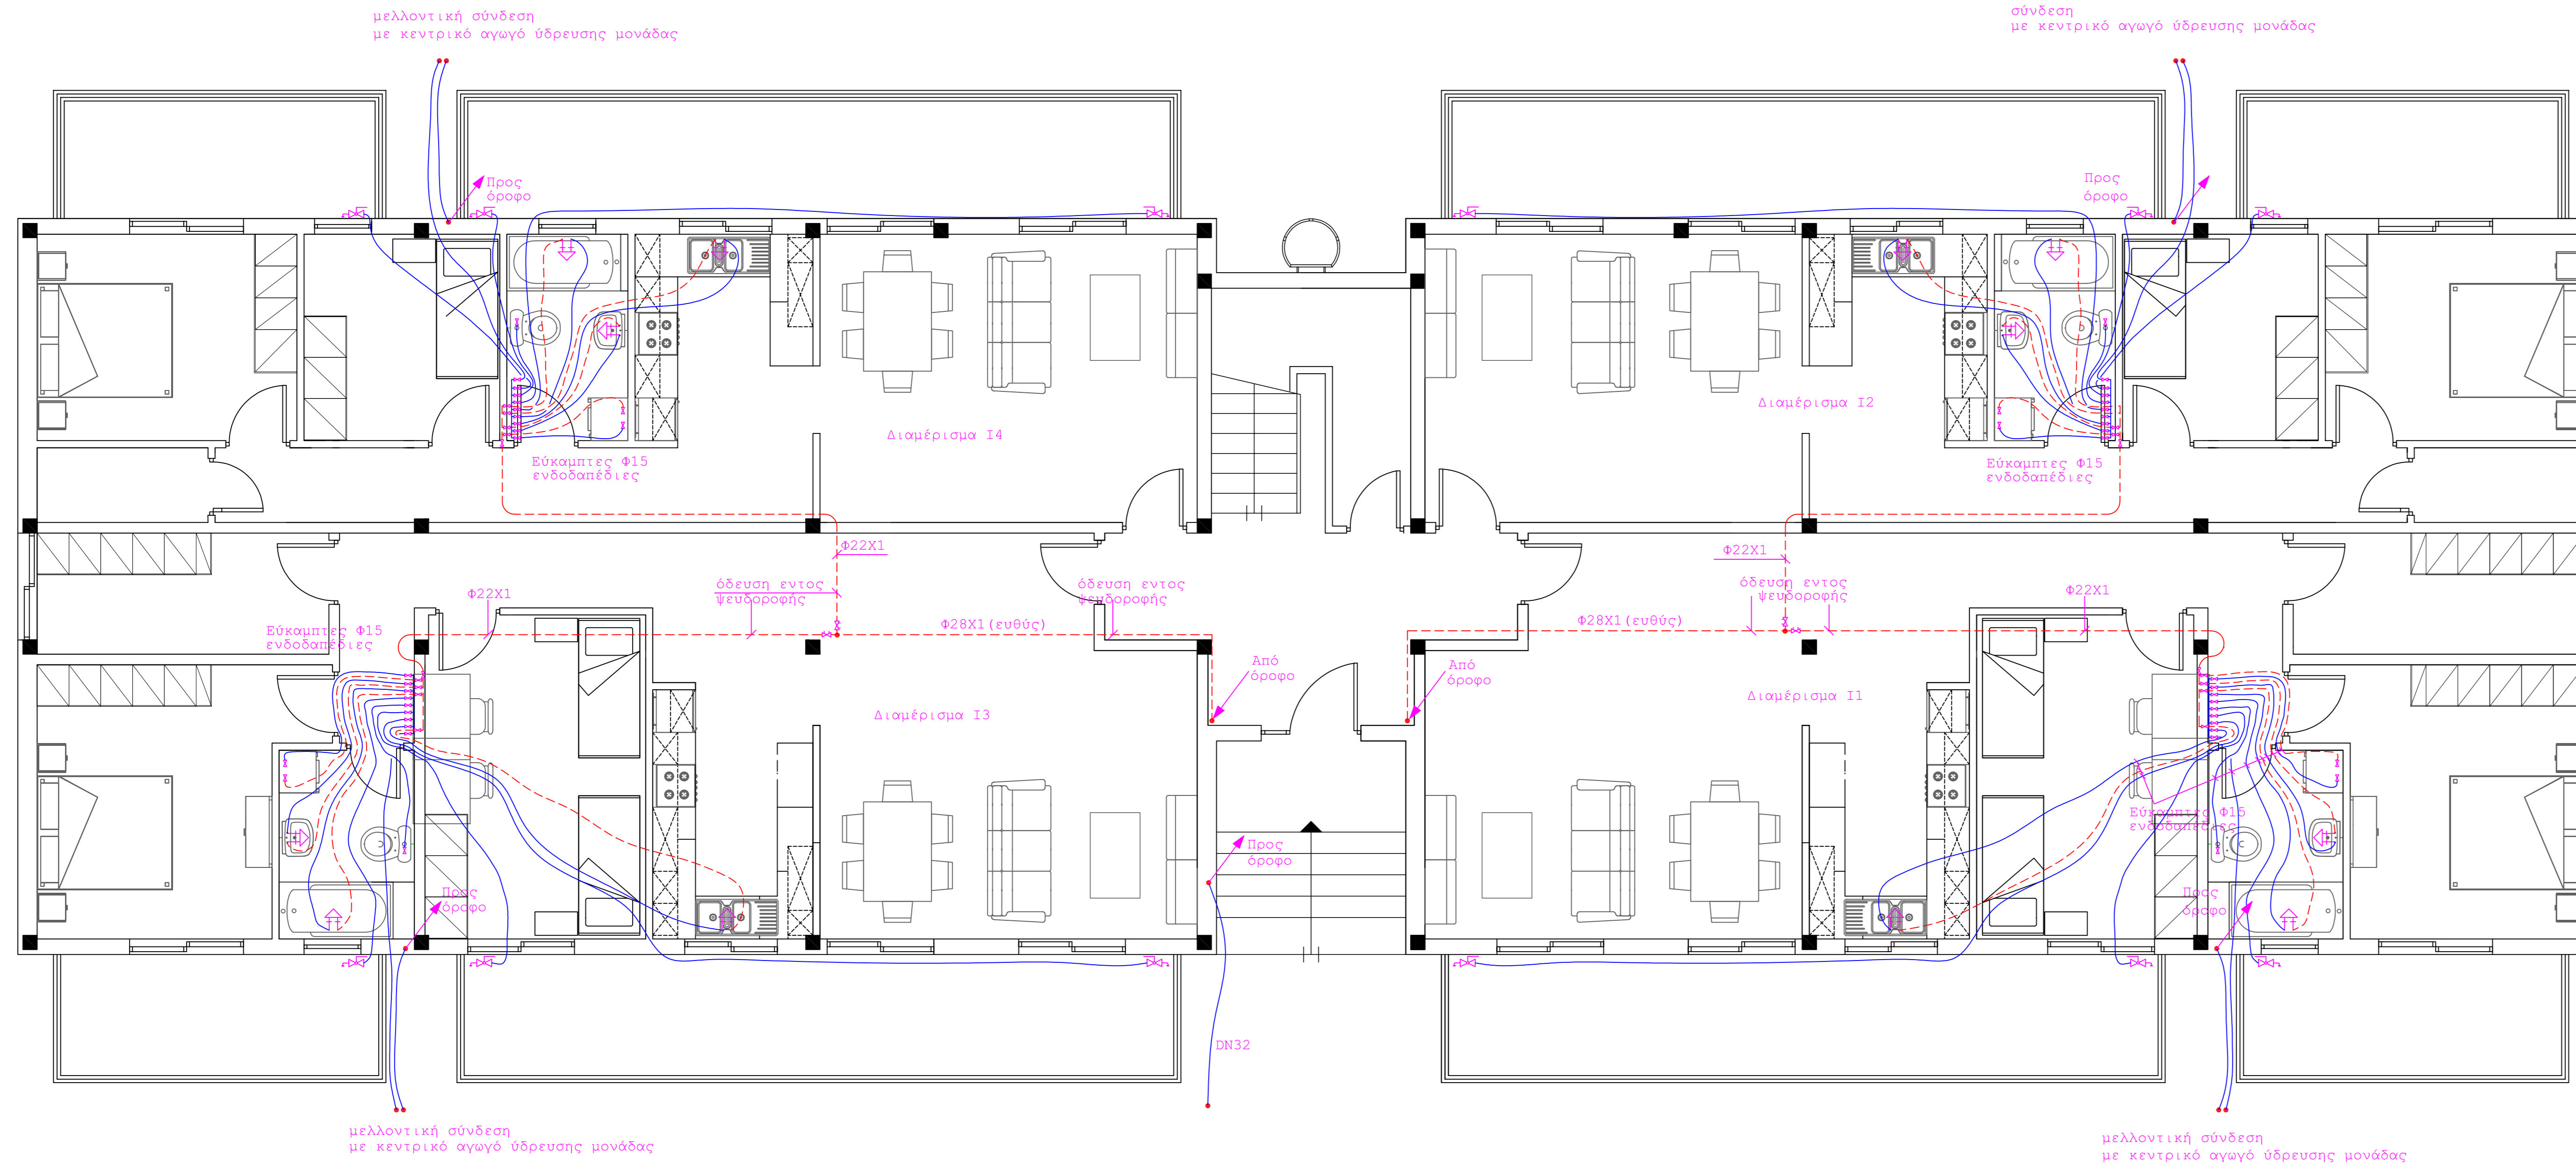 μελλοντική σύνδεση
με κεντρικό αγωγό ύδρευσης μονάδας
σύνδεση
με κεντρικό αγωγό ύδρευσης μονάδας
Προς
όροφο
Προς
όροφο
Διαμέρισμα Ι4
Διαμέρισμα Ι2
Εύκαμπτες Φ15
ενδοδαπέδιες
Εύκαμπτες Φ15
ενδοδαπέδιες
Φ22Χ1
Φ22Χ1
όδευση εντος
ψευδοροφής
όδευση εντος
ψευδοροφής
όδευση εντος
ψευδοροφής
Φ22Χ1
Φ22Χ1
Φ28Χ1(ευθύς)
Φ28Χ1(ευθύς)
Εύκαμπτες Φ15
ενδοδαπέδιες
Από
όροφο
Από
όροφο
Διαμέρισμα Ι3
Διαμέρισμα Ι1
Εύκαμπτες Φ15
ενδοδαπέδιες
Προς
όροφο
Προς
όροφο
Προς
όροφο
DN32
μελλοντική σύνδεση
με κεντρικό αγωγό ύδρευσης μονάδας
μελλοντική σύνδεση
με κεντρικό αγωγό ύδρευσης μονάδας